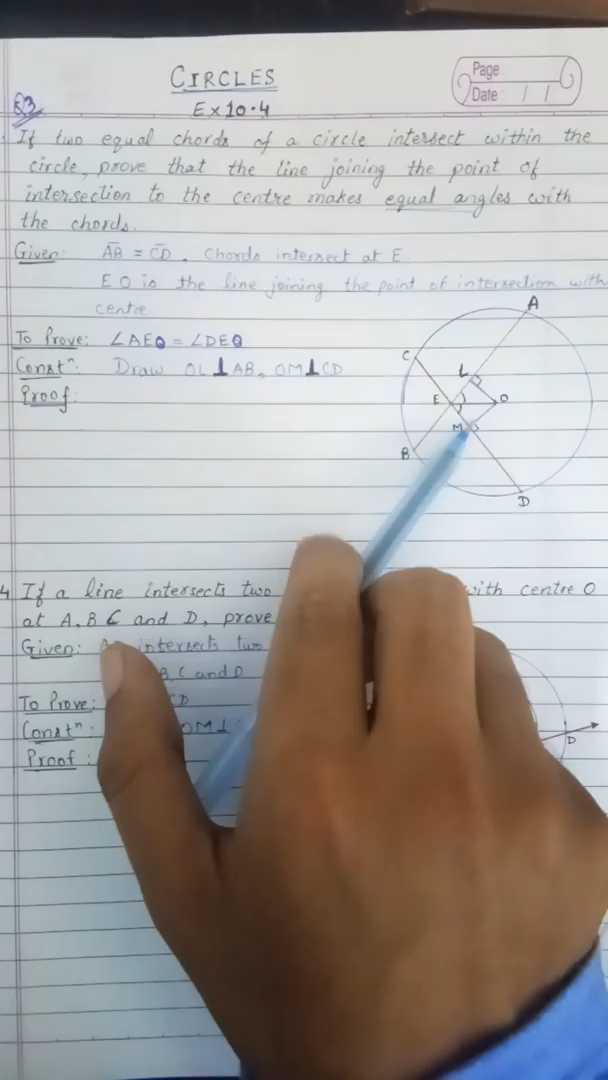 CIRCLES
Page
Date: / /
Ex 10.4
Q3
If two equal chords of a circle intersect within the
circle, prove that the line joining the point of
intersection to the centre makes equal angles with
the chords.
Given: AB = CD, Chords intersect at E.
EO is the line joining the point of intersection with
centre
To Prove: ∠AEO = ∠DEO
Constⁿ: Draw OL⊥AB, OM⊥CD
Proof:
A
C
L
E
O
M
B
D
4 If a line intersects two with centre O
at A, B C and D, prove
Given: intersects two
B, C and D
To Prove: CD
Constⁿ: OM⊥
Proof:
D